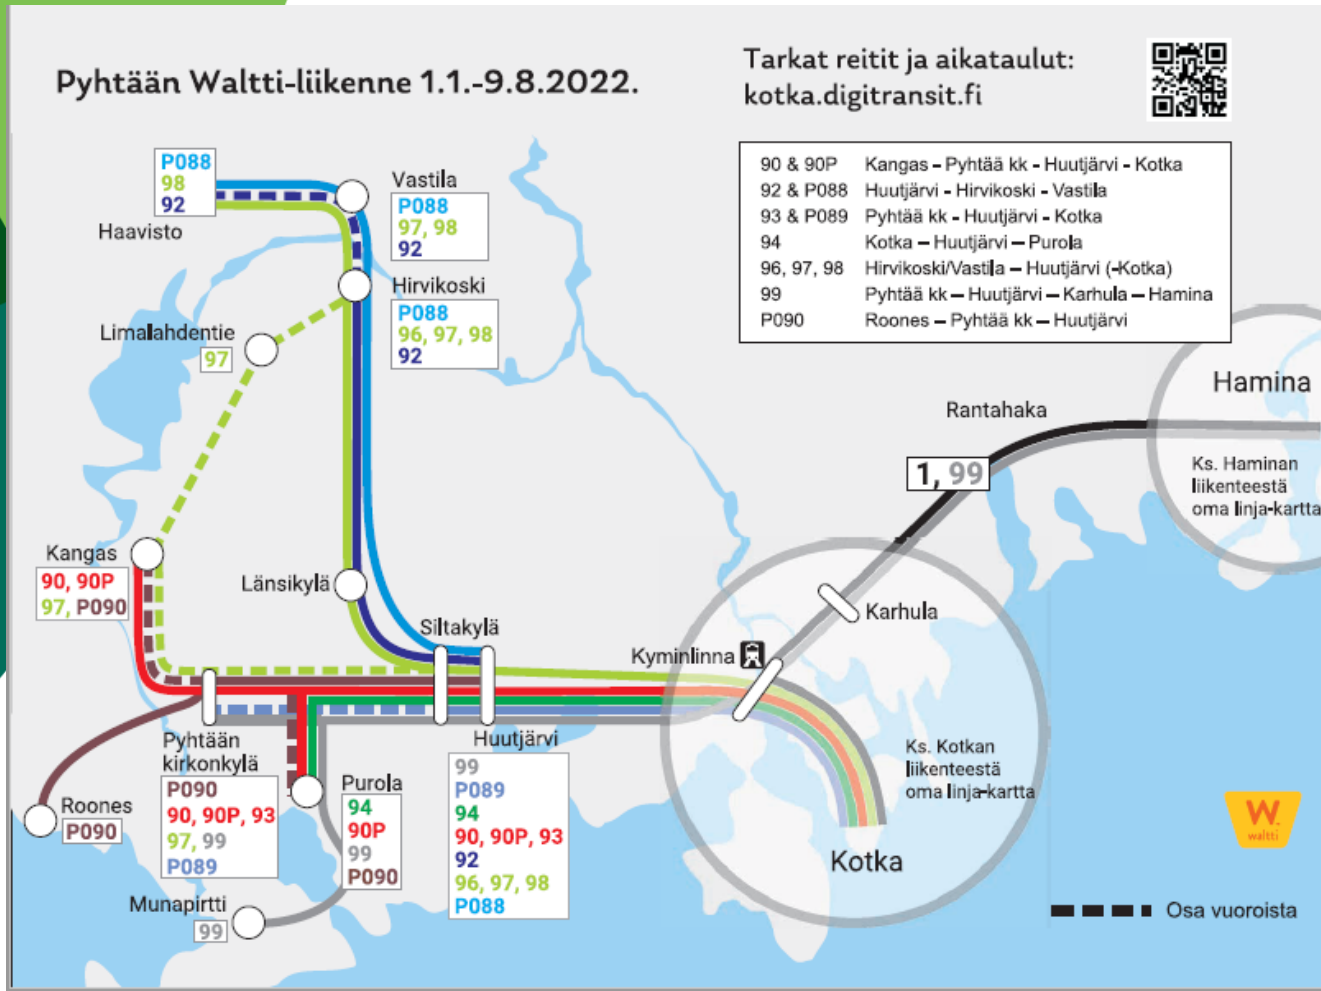 Pyhtään Waltti-liikenne 1.1.-9.8.2022.
Tarkat reitit ja aikataulut:
kotka.digitransit.fi
90 & 90P Kangas – Pyhtää kk - Huutjärvi - Kotka
92 & P088 Huutjärvi - Hirvikoski - Vastila
93 & P089 Pyhtää kk - Huutjärvi - Kotka
94 Kotka – Huutjärvi – Purola
96, 97, 98 Hirvikoski/Vastila – Huutjärvi (-Kotka)
99 Pyhtää kk – Huutjärvi – Karhula – Hamina
P090 Roones – Pyhtää kk – Huutjärvi
P088
98
92
Haavisto
Vastila
P088
97, 98
92
Hirvikoski
P088
96, 97, 98
92
Limalahdentie
97
Kangas
90, 90P
97, P090
Länsikylä
Siltakylä
Kyminlinna
Karhula
Rantahaka
1, 99
Hamina
Ks. Haminan
liikenteestä
oma linja-kartta
Pyhtään
kirkonkylä
P090
90, 90P, 93
97, 99
P089
Roones
P090
Purola
94
90P
99
P090
Munapirtti
99
Huutjärvi
99
P089
94
90, 90P, 93
92
96, 97, 98
P088
Ks. Kotkan
liikenteestä
oma linja-kartta
Kotka
W.
waltti
Osa vuoroista